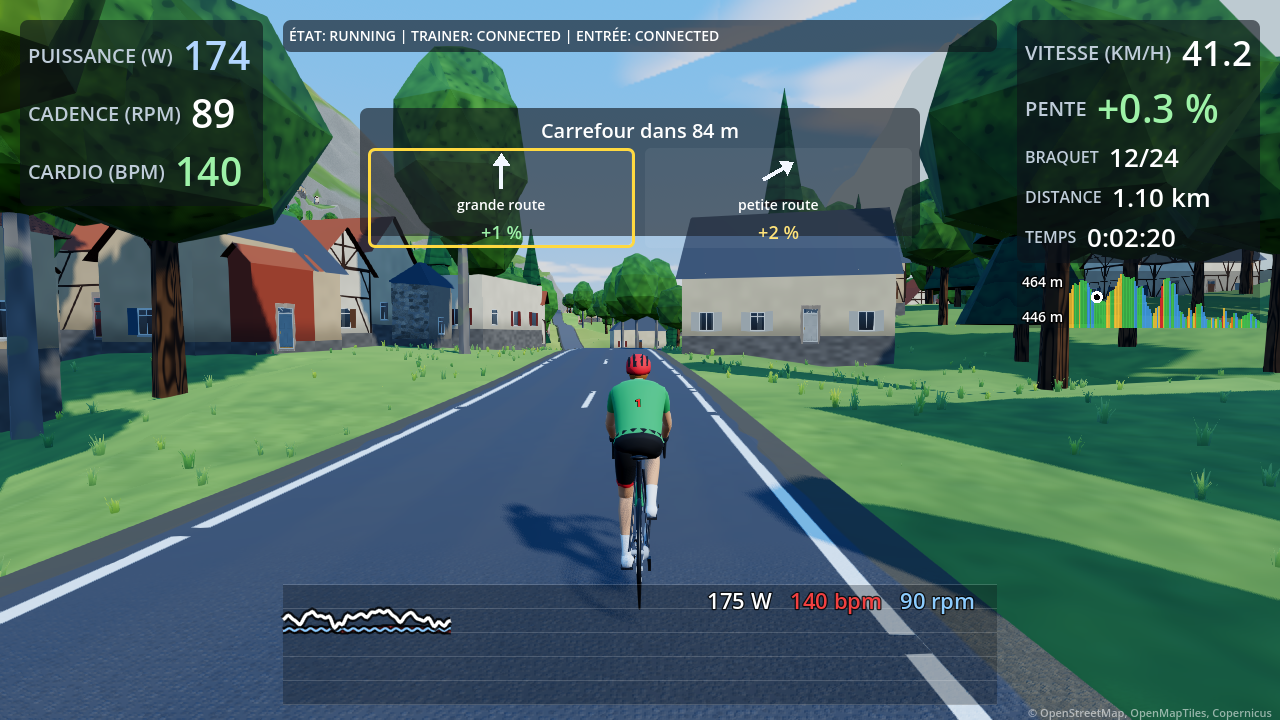 PUISSANCE (W) 174
CADENCE (RPM) 89
CARDIO (BPM) 140
ÉTAT: RUNNING | TRAINER: CONNECTED | ENTRÉE: CONNECTED
Carrefour dans 84 m
grande route
+1 %
petite route
+2 %
VITESSE (KM/H) 41.2
PENTE +0.3 %
BRAQUET 12/24
DISTANCE 1.10 km
TEMPS 0:02:20
464 m
446 m
1
175 W 140 bpm 90 rpm
© OpenStreetMap, OpenMapTiles, Copernicus